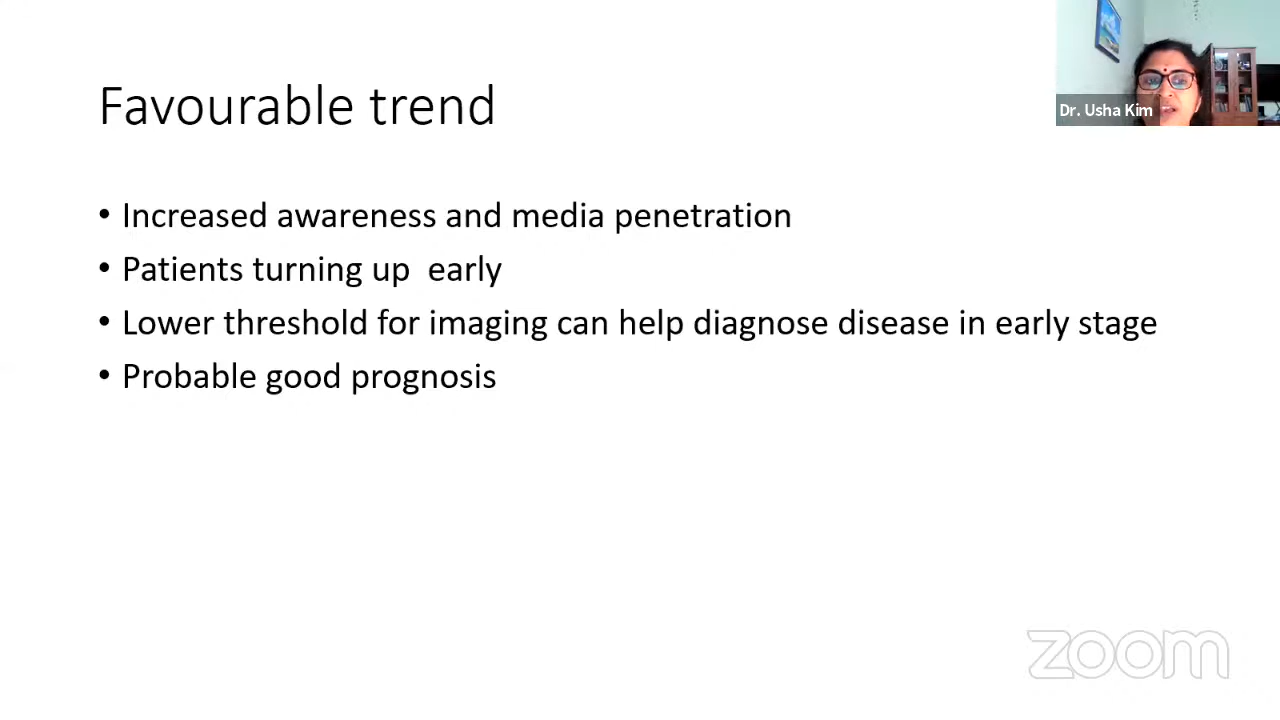 Dr. Usha Kim
Favourable trend
• Increased awareness and media penetration
• Patients turning up  early
• Lower threshold for imaging can help diagnose disease in early stage
• Probable good prognosis
zoom